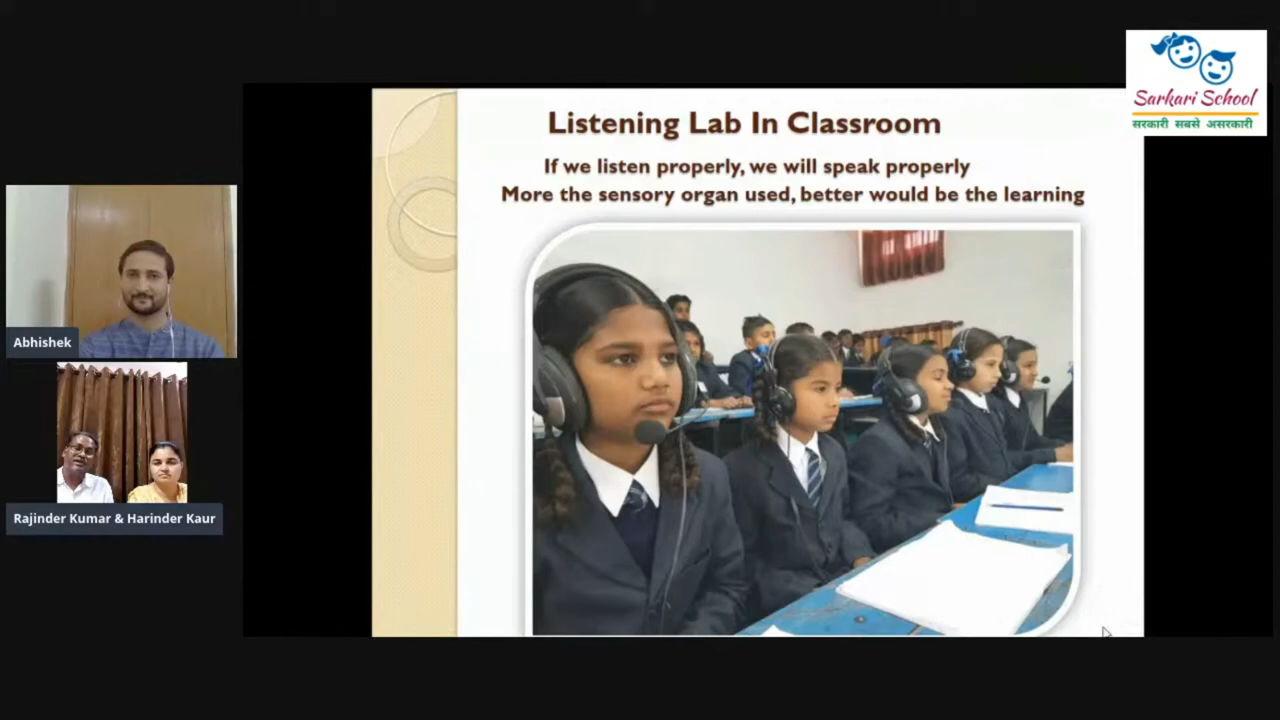 Sarkari School
सरकारी सबसे असरकारी
Listening Lab In Classroom
If we listen properly, we will speak properly
More the sensory organ used, better would be the learning
Abhishek
Rajinder Kumar & Harinder Kaur